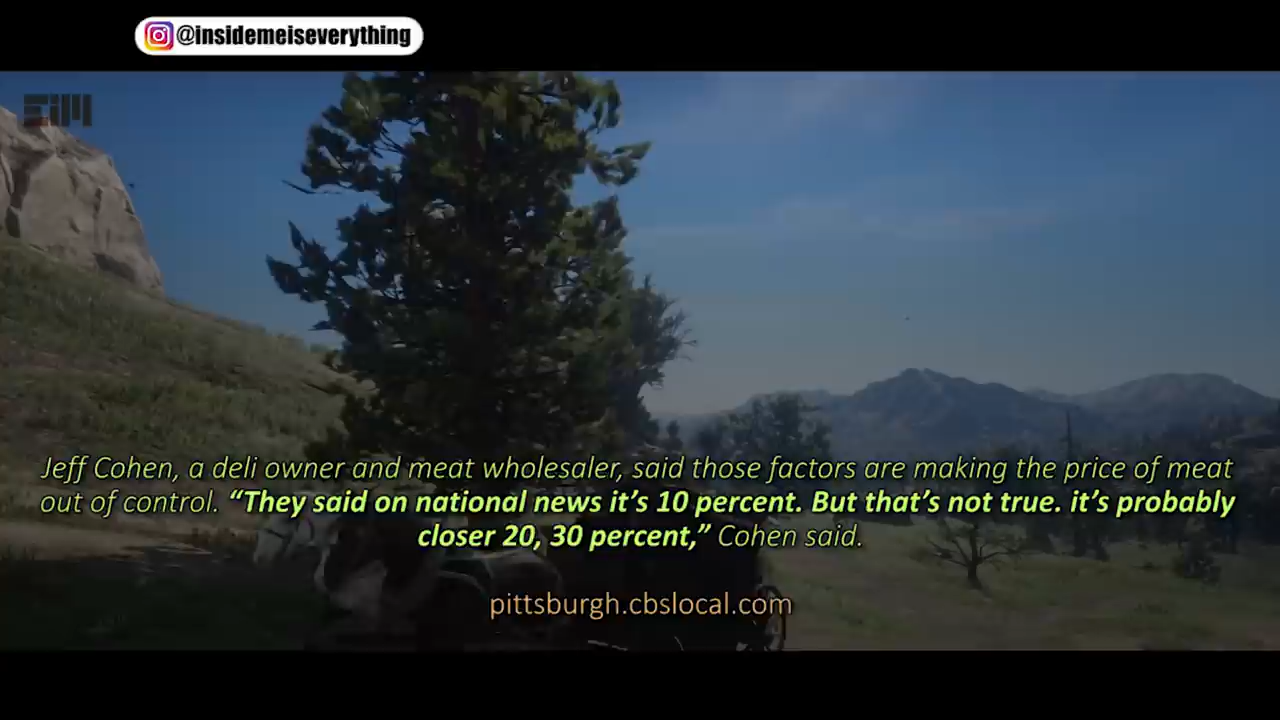 @insidemeiseverything
EiM
Jeff Cohen, a deli owner and meat wholesaler, said those factors are making the price of meat
out of control. “They said on national news it’s 10 percent. But that’s not true. it’s probably
closer 20, 30 percent,” Cohen said.
pittsburgh.cbslocal.com